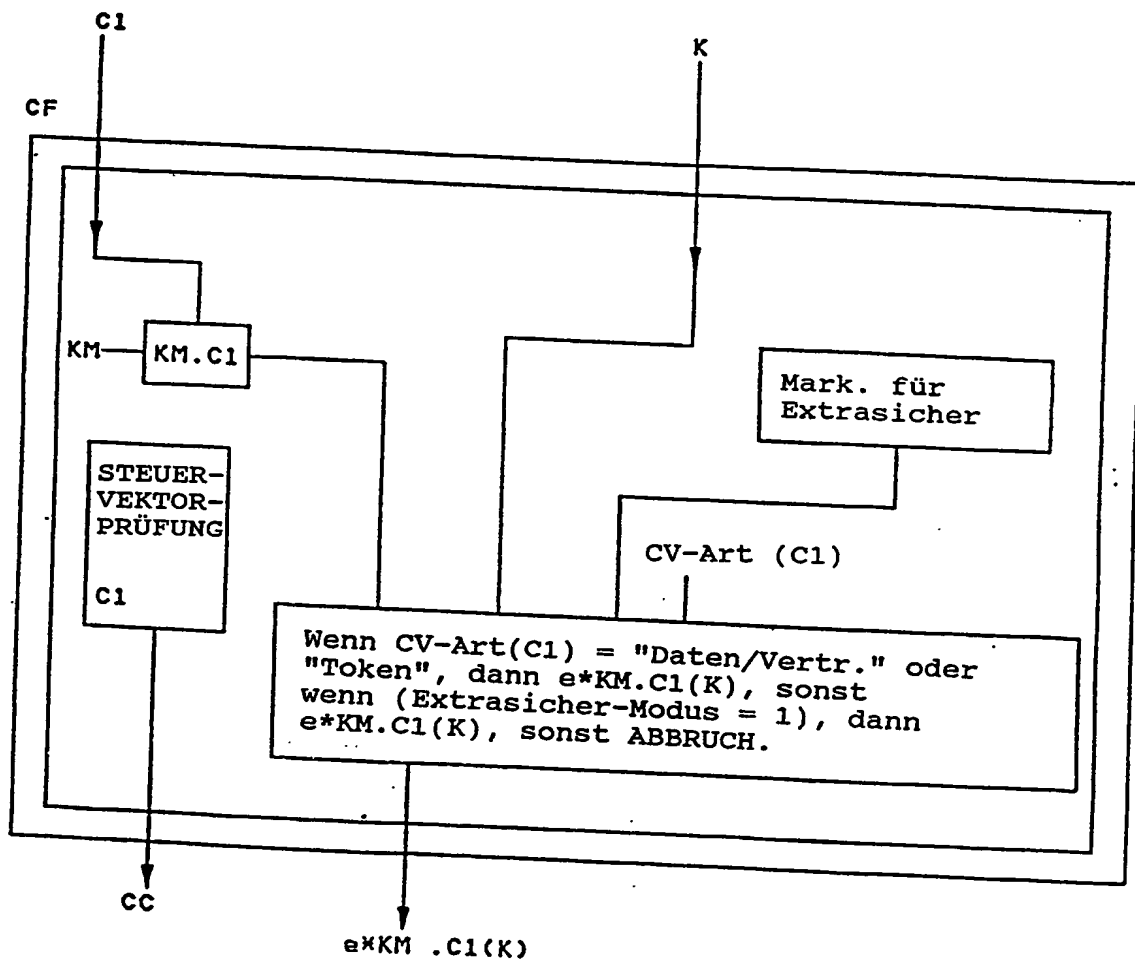 C1
K
CF
KM
KM.C1
Mark. für
Extrasicher
STEUER-
VEKTOR-
PRÜFUNG
C1
CV-Art (C1)
Wenn CV-Art(C1) = "Daten/Vertr." oder
"Token", dann e*KM.C1(K), sonst
wenn (Extrasicher-Modus = 1), dann
e*KM.C1(K), sonst ABBRUCH.
CC
e*KM .C1(K)